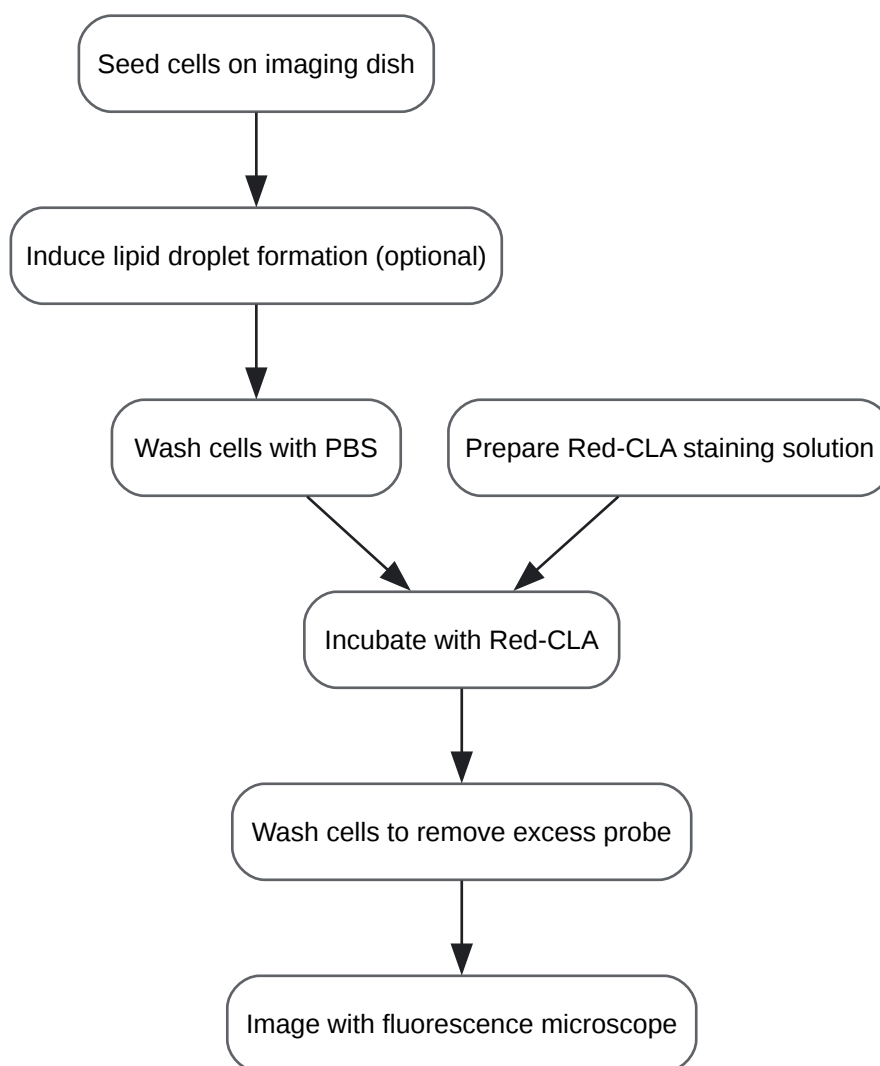 Seed cells on imaging dish
Induce lipid droplet formation (optional)
Wash cells with PBS
Prepare Red-CLA staining solution
Incubate with Red-CLA
Wash cells to remove excess probe
Image with fluorescence microscope